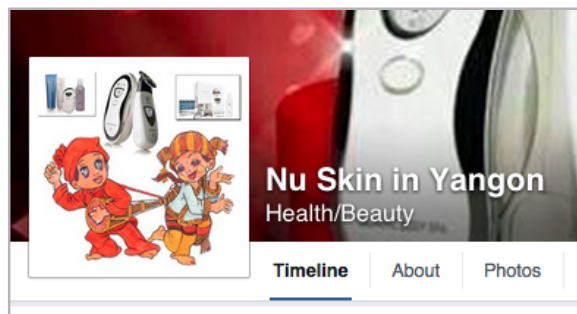 Nu Skin in Yangon
Health/Beauty
Timeline
About
Photos